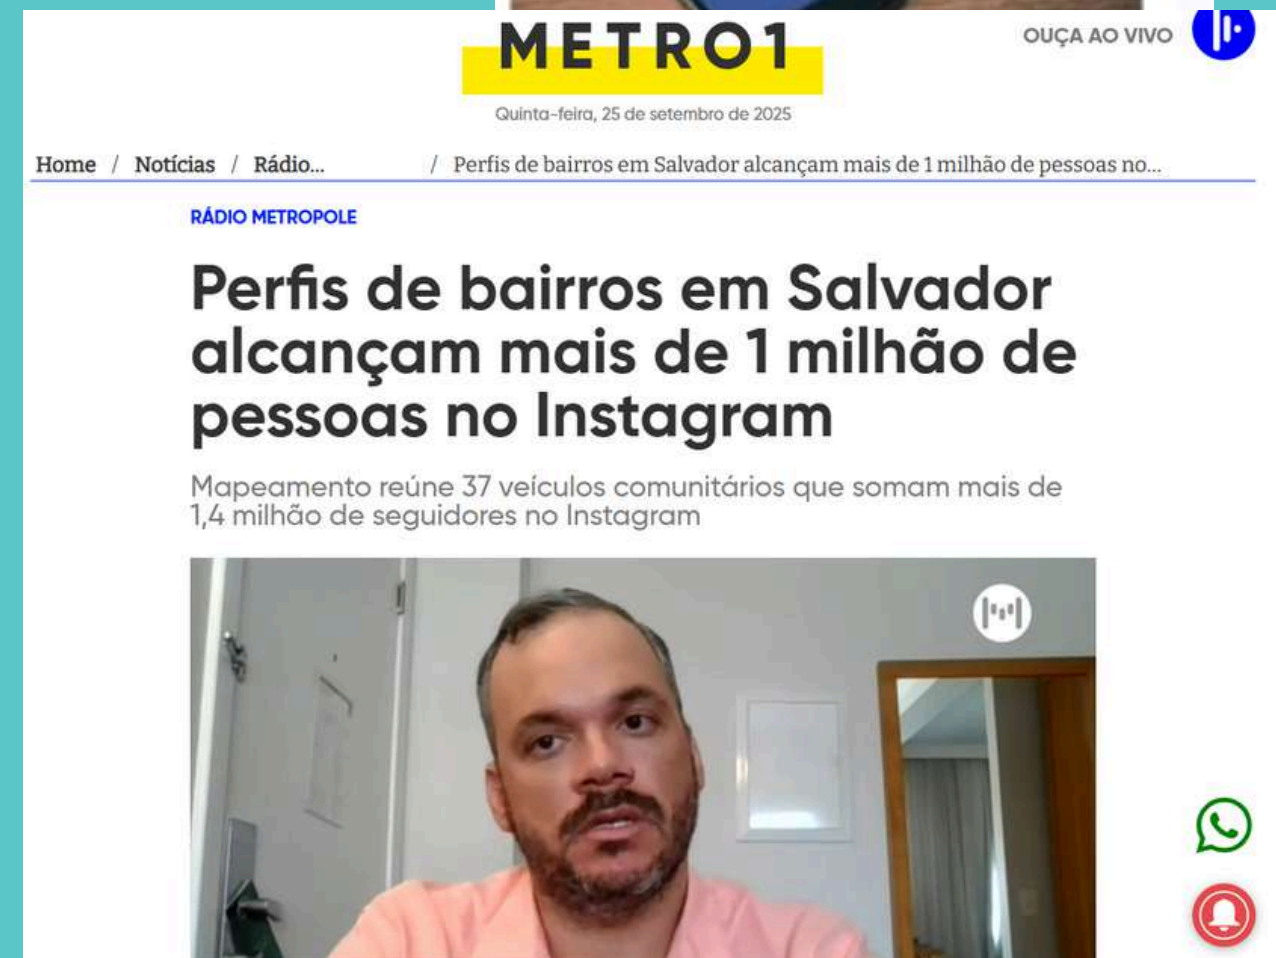 METRO1
OUÇA AO VIVO
Quinta-feira, 25 de setembro de 2025
Home / Notícias / Rádio... / Perfis de bairros em Salvador alcançam mais de 1 milhão de pessoas no...
RÁDIO METROPOLE
Perfis de bairros em Salvador
alcançam mais de 1 milhão de
pessoas no Instagram
Mapeamento reúne 37 veículos comunitários que somam mais de
1,4 milhão de seguidores no Instagram